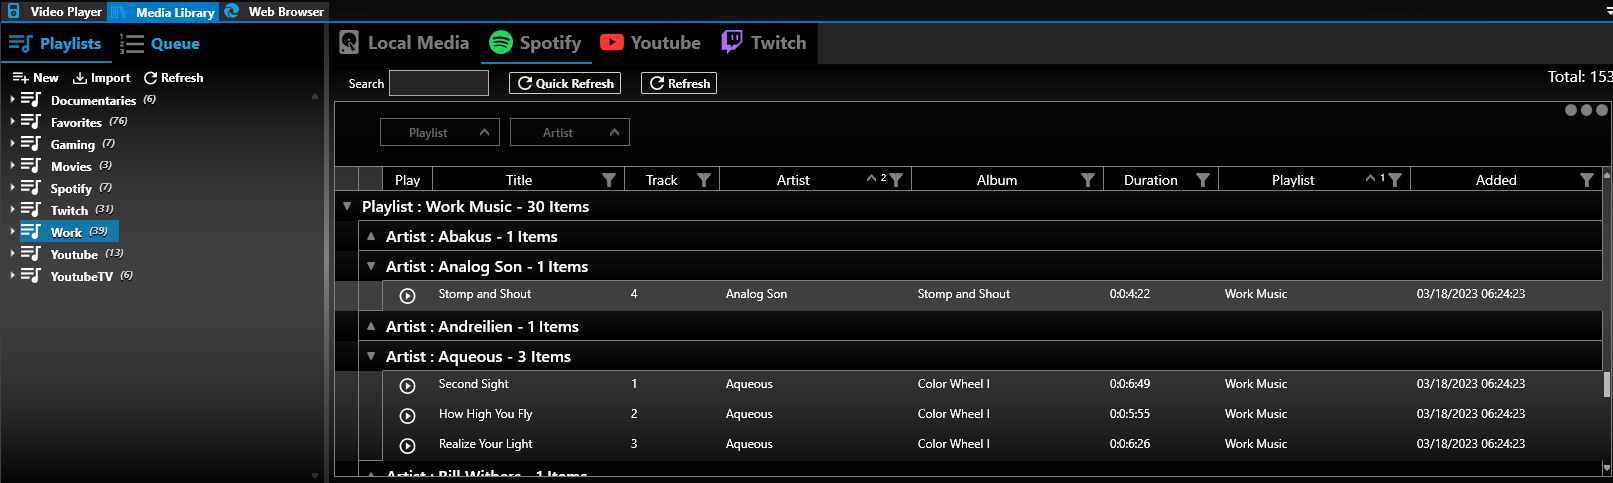 Video Player Media Library Web Browser
Playlists Queue
New Import Refresh
Documentaries (6)
Favorites (76)
Gaming (7)
Movies (3)
Spotify (7)
Twitch (31)
Work (39)
Youtube (13)
YoutubeTV (6)
Local Media Spotify Youtube Twitch
Search Quick Refresh Refresh Total: 153
Playlist Artist
Play Title Track Artist 2 Album Duration Playlist 1 Added
Playlist : Work Music - 30 Items
Artist : Abakus - 1 Items
Artist : Analog Son - 1 Items
Stomp and Shout 4 Analog Son Stomp and Shout 0:0:4:22 Work Music 03/18/2023 06:24:23
Artist : Andreilien - 1 Items
Artist : Aqueous - 3 Items
Second Sight 1 Aqueous Color Wheel I 0:0:6:49 Work Music 03/18/2023 06:24:23
How High You Fly 2 Aqueous Color Wheel I 0:0:5:55 Work Music 03/18/2023 06:24:23
Realize Your Light 3 Aqueous Color Wheel I 0:0:6:26 Work Music 03/18/2023 06:24:23
Artist : Bill Withers - 1 Items